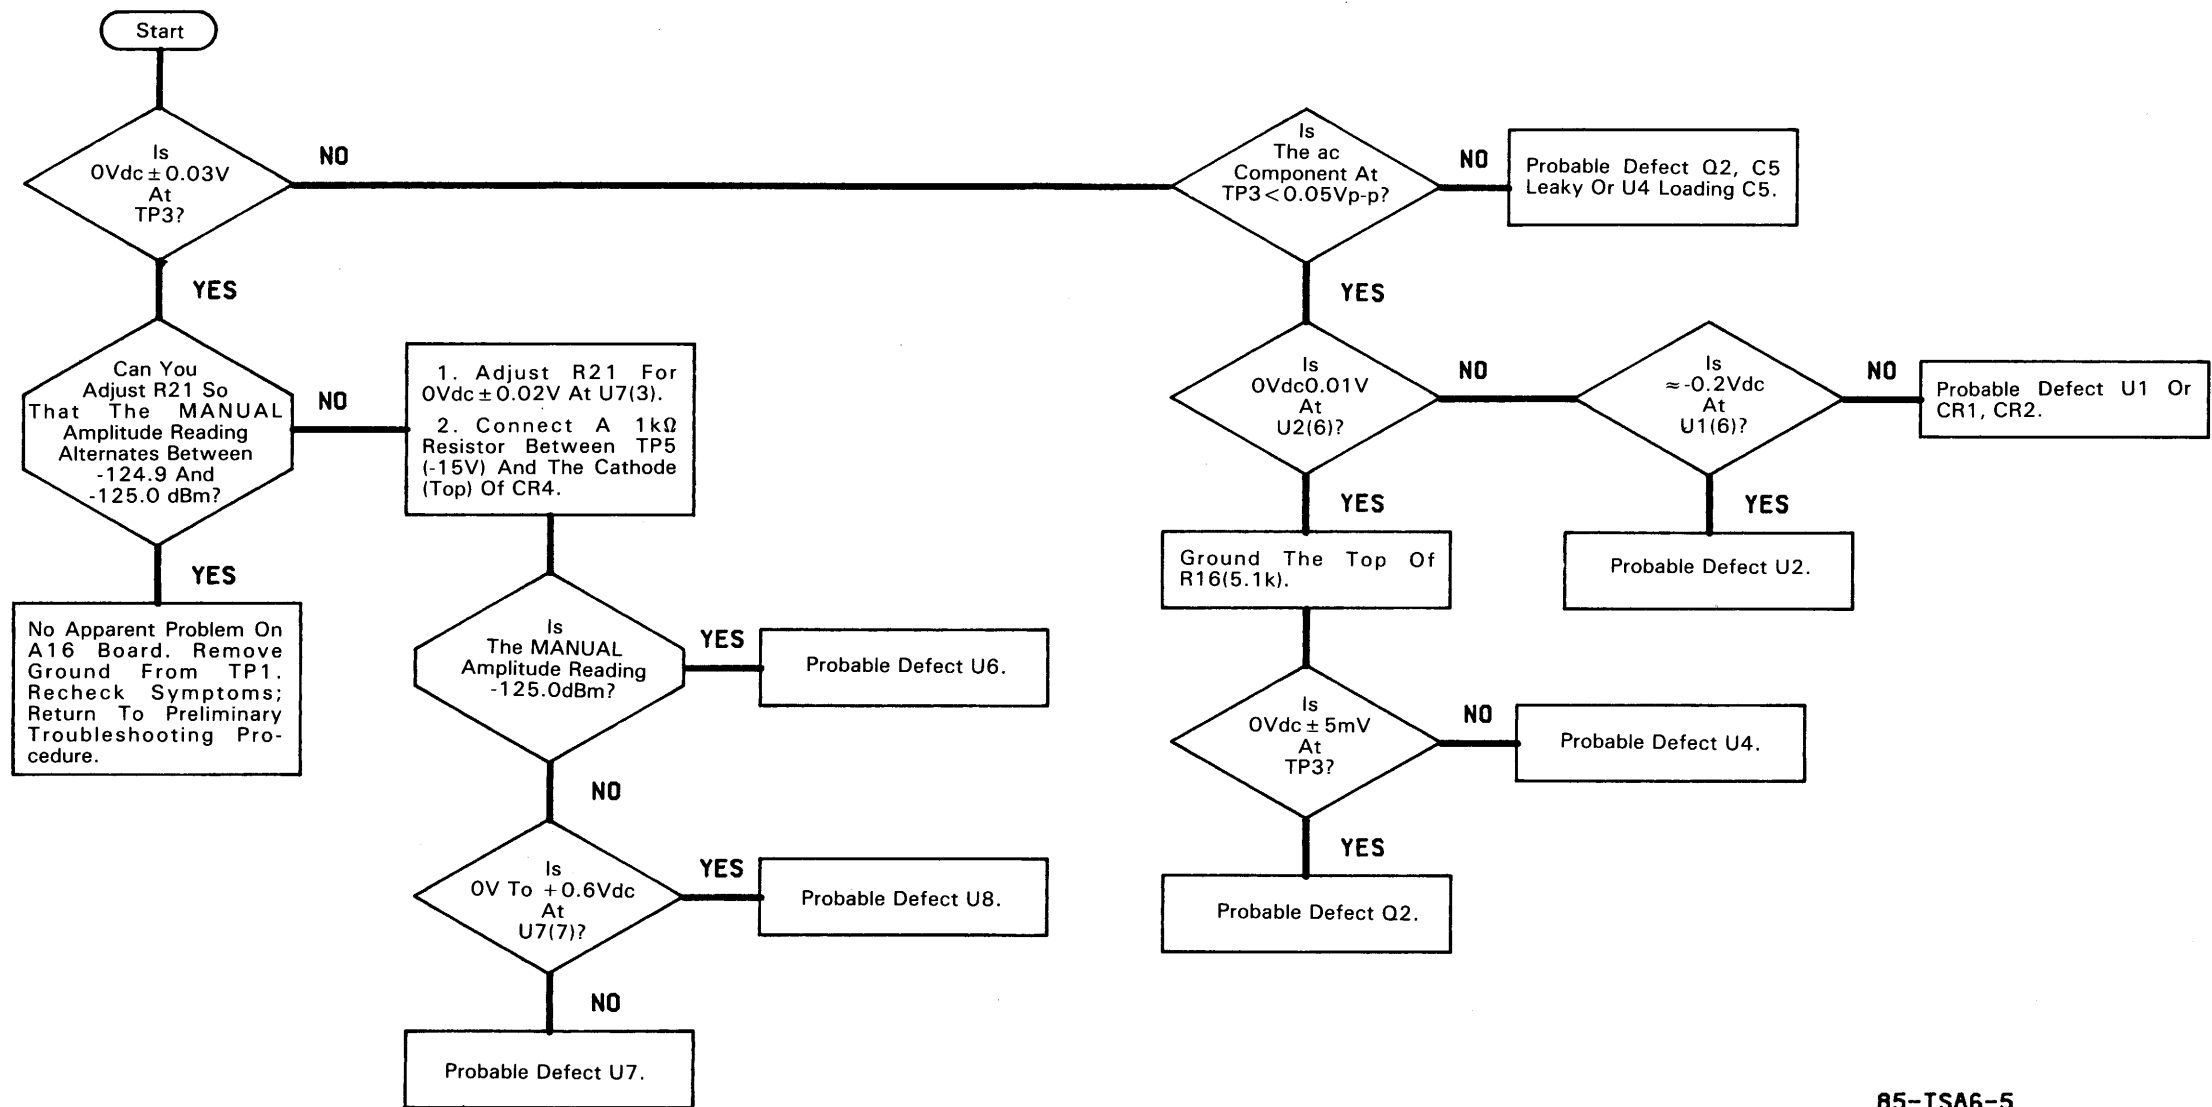 Start
Is
0Vdc ± 0.03V
At
TP3?
NO
YES
Can You
Adjust R21 So
That The MANUAL
Amplitude Reading
Alternates Between
-124.9 And
-125.0 dBm?
NO
YES
No Apparent Problem On
A16 Board. Remove
Ground From TP1.
Recheck Symptoms;
Return To Preliminary
Troubleshooting Pro-
cedure.
1. Adjust R21 For
0Vdc ± 0.02V At U7(3).
2. Connect A 1kΩ
Resistor Between TP5
(-15V) And The Cathode
(Top) Of CR4.
Is
The MANUAL
Amplitude Reading
-125.0dBm?
YES
Probable Defect U6.
NO
Is
0V To +0.6Vdc
At
U7(7)?
YES
Probable Defect U8.
NO
Probable Defect U7.
Is
The ac
Component At
TP3<0.05Vp-p?
NO
Probable Defect Q2, C5
Leaky Or U4 Loading C5.
YES
Is
0Vdc0.01V
At
U2(6)?
NO
Is
≈-0.2Vdc
At
U1(6)?
NO
Probable Defect U1 Or
CR1, CR2.
YES
Probable Defect U2.
YES
Ground The Top Of
R16(5.1k).
Is
0Vdc ± 5mV
At
TP3?
NO
Probable Defect U4.
YES
Probable Defect Q2.
85-TSA6-5